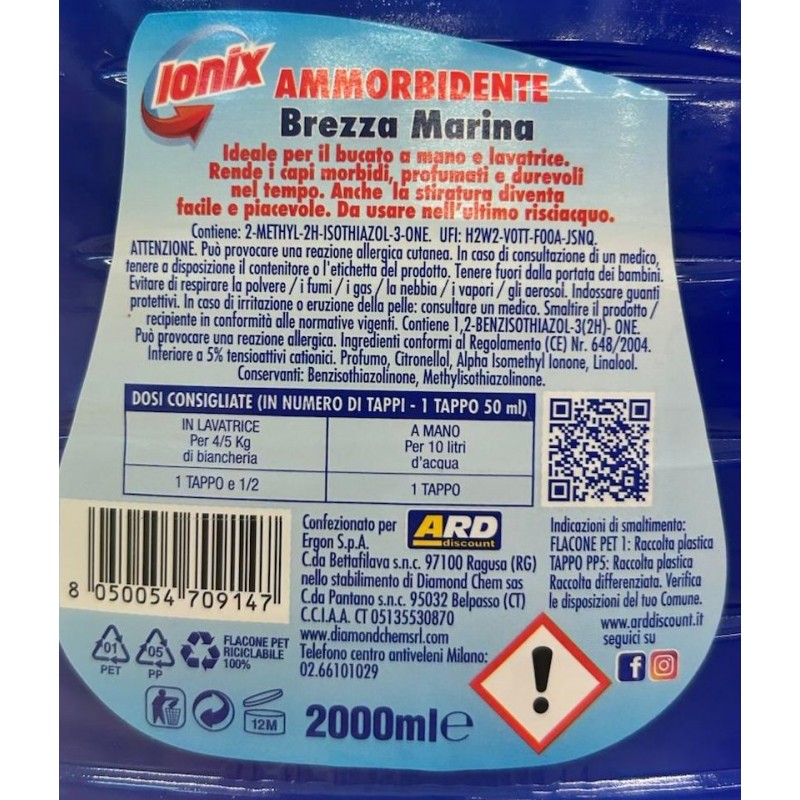 Ionix
AMMORBIDENTE
Brezza Marina
Ideale per il bucato a mano e lavatrice.
Rende i capi morbidi, profumati e durevoli
nel tempo. Anche la stiratura diventa
facile e piacevole. Da usare nell'ultimo risciacquo.
Contiene: 2-METHYL-2H-ISOTHIAZOL-3-ONE. UFI: H2W2-V0TT-F00A-JSNQ.
ATTENZIONE. Può provocare una reazione allergica cutanea. In caso di consultazione di un medico,
tenere a disposizione il contenitore o l'etichetta del prodotto. Tenere fuori dalla portata dei bambini.
Evitare di respirare la polvere / i fumi / i gas / la nebbia / i vapori / gli aerosol. Indossare guanti
protettivi. In caso di irritazione o eruzione della pelle: consultare un medico. Smaltire il prodotto /
recipiente in conformità alle normative vigenti. Contiene 1,2-BENZISOTHIAZOL-3(2H)- ONE.
Può provocare una reazione allergica. Ingredienti conformi al Regolamento (CE) Nr. 648/2004.
Inferiore a 5% tensioattivi cationici. Profumo, Citronellol, Alpha Isomethyl Ionone, Linalool.
Conservanti: Benzisothiazolinone, Methylisothiazolinone.
DOSI CONSIGLIATE (IN NUMERO DI TAPPI - 1 TAPPO 50 ml)
IN LAVATRICE
Per 4/5 Kg
di biancheria
A MANO
Per 10 litri
d'acqua
1 TAPPO e 1/2
1 TAPPO
8 050054 709147
Confezionato per
Ergon S.p.A.
ARD
discount
C.da Bettafilava s.n.c. 97100 Ragusa (RG)
nello stabilimento di Diamond Chem sas
C.da Pantano s.n.c. 95032 Belpasso (CT)
C.C.I.A.A. CT 05135530870
www.diamondchemsrl.com
Telefono centro antiveleni Milano:
02.66101029
Indicazioni di smaltimento:
FLACONE PET 1: Raccolta plastica
TAPPO PP5: Raccolta plastica
Raccolta differenziata. Verifica
le disposizioni del tuo Comune.
www.arddiscount.it
seguici su
01
PET
05
PP
FLACONE PET
RICICLABILE
100%
12M
2000ml℮